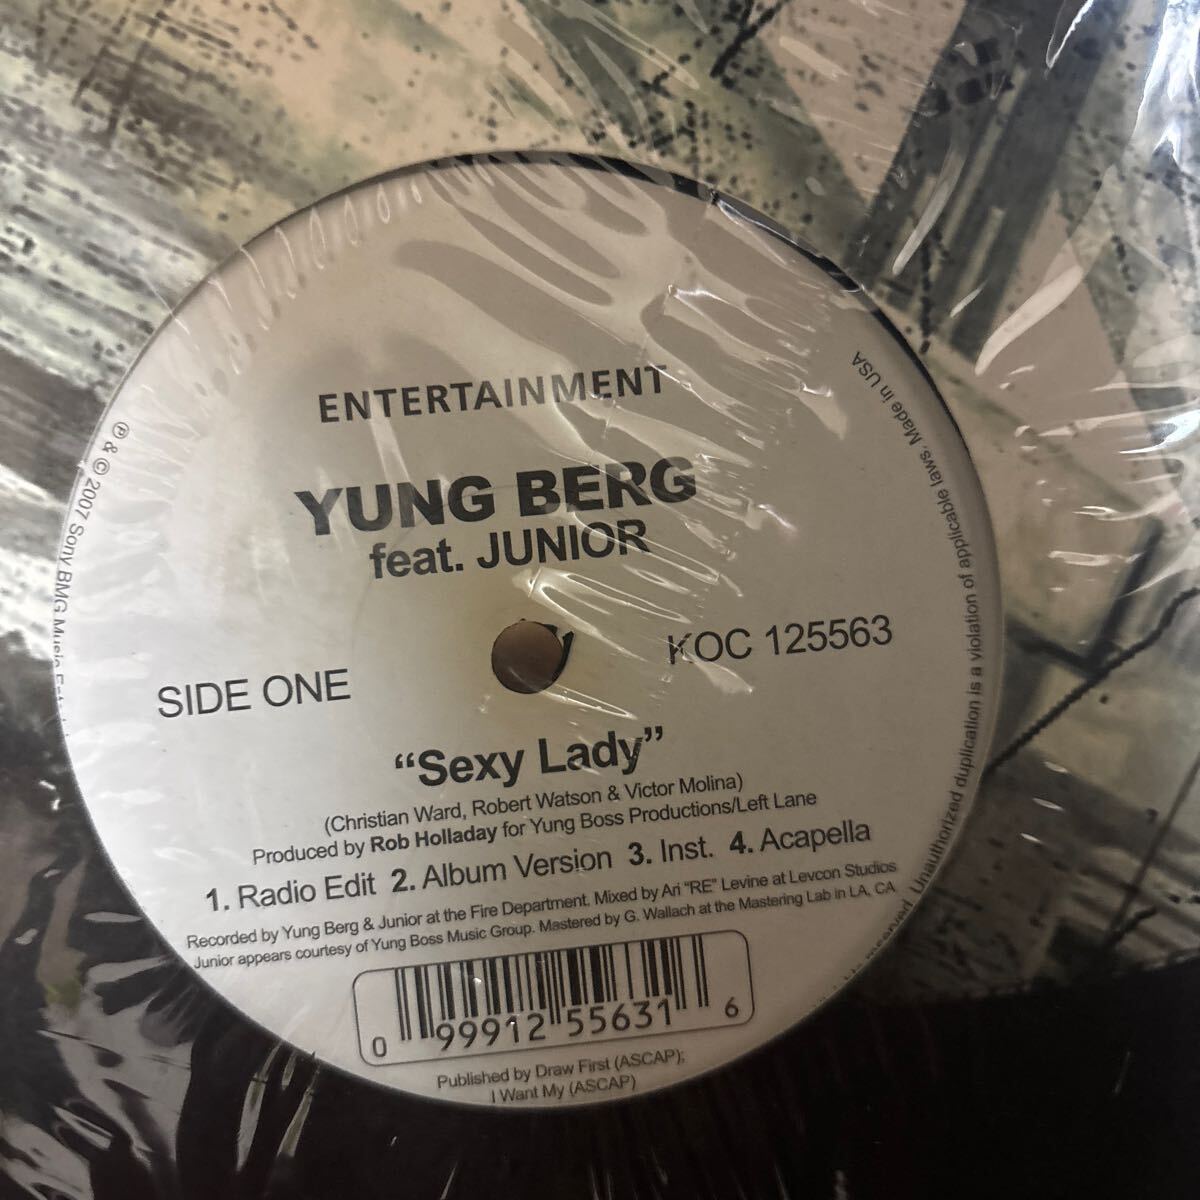 ENTERTAINMENT
YUNG BERG
feat. JUNIOR
SIDE ONE
KOC 125563
“Sexy Lady”
(Christian Ward, Robert Watson & Victor Molina)
Produced by Rob Holladay for Yung Boss Productions/Left Lane
1. Radio Edit 2. Album Version 3. Inst. 4. Acapella
Recorded by Yung Berg & Junior at the Fire Department. Mixed by Ari "RE" Levine at Levcon Studios
Junior appears courtesy of Yung Boss Music Group. Mastered by G. Wallach at the Mastering Lab in LA, CA
0 99912 55631 6
Published by Draw First (ASCAP);
I Want My (ASCAP)
℗ & © 2007 Sony BMG Music
reserved. Unauthorized duplication is a violation of applicable laws. Made in USA